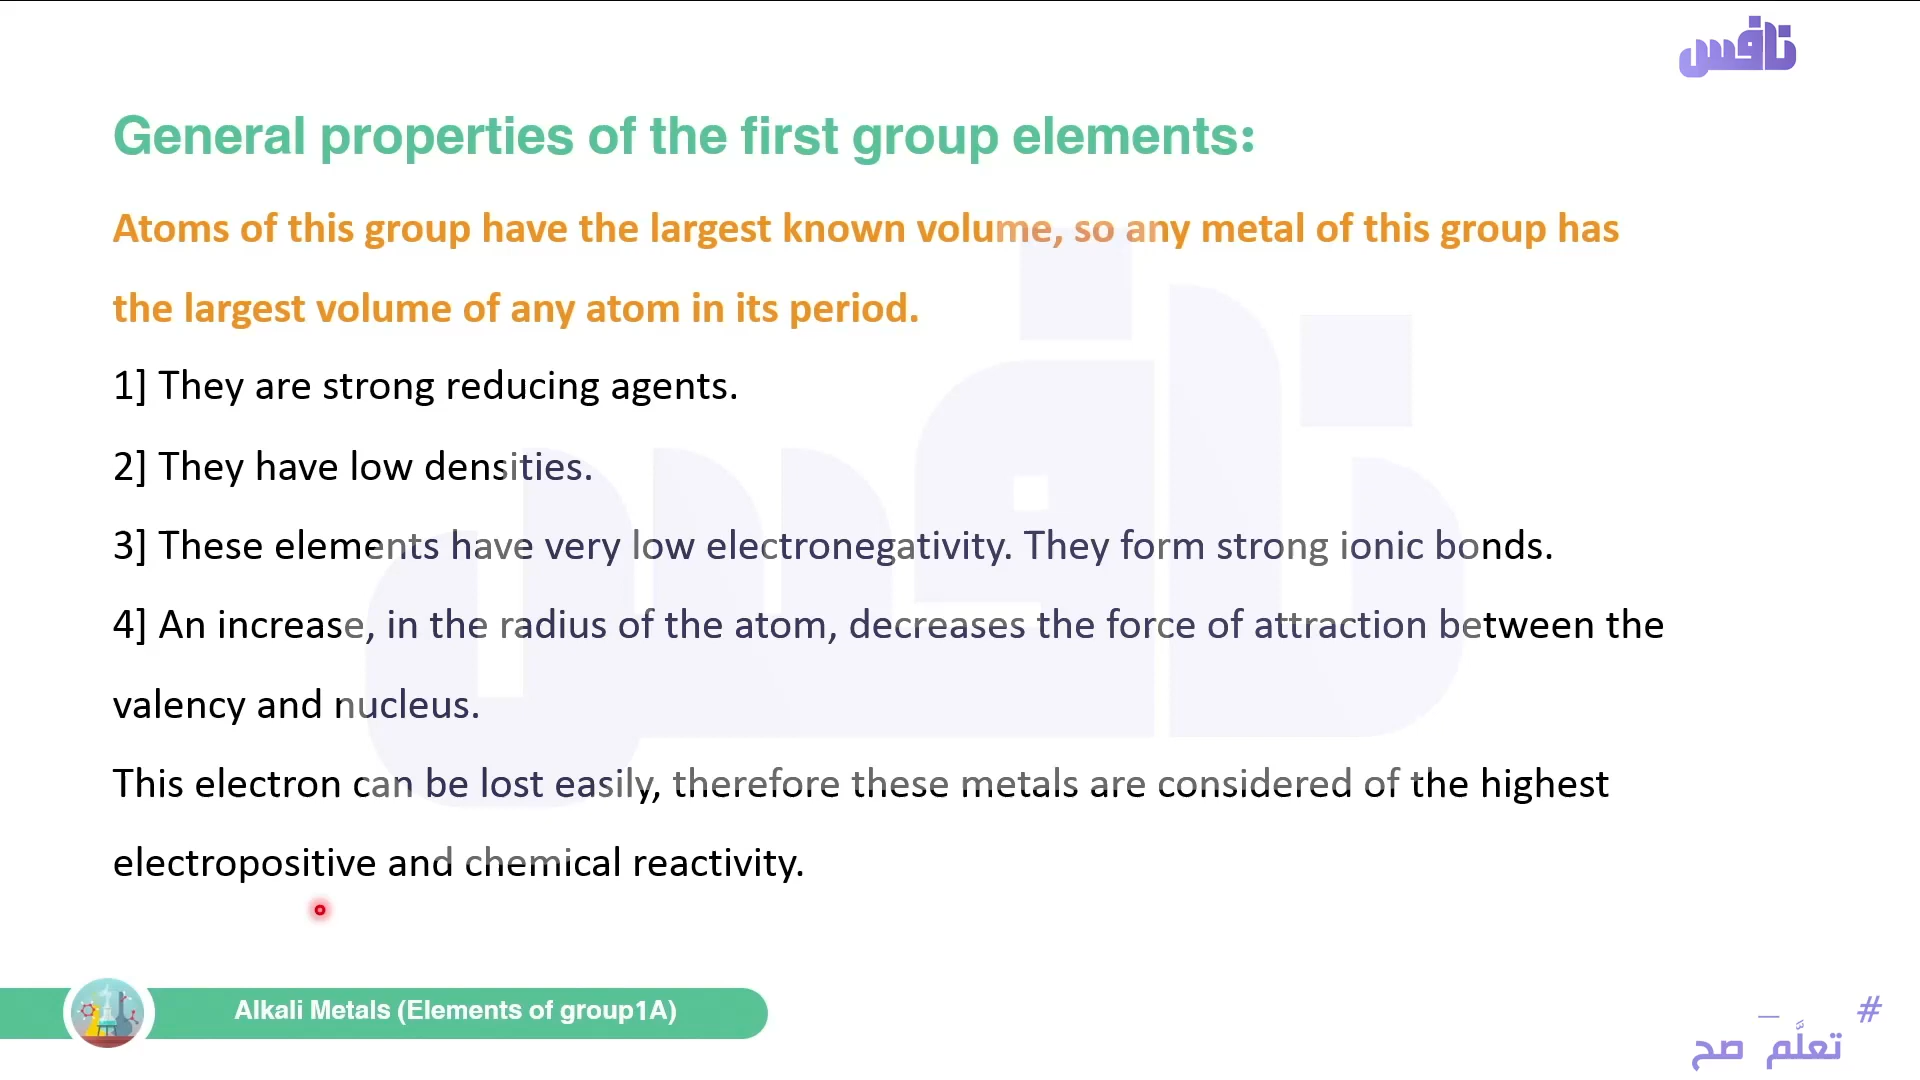 نافس
General properties of the first group elements:
Atoms of this group have the largest known volume, so any metal of this group has
the largest volume of any atom in its period.
1] They are strong reducing agents.
2] They have low densities.
3] These elements have very low electronegativity. They form strong ionic bonds.
4] An increase, in the radius of the atom, decreases the force of attraction between the
valency and nucleus.
This electron can be lost easily, therefore these metals are considered of the highest
electropositive and chemical reactivity.
Alkali Metals (Elements of group1A)
#تعلَّم_صح